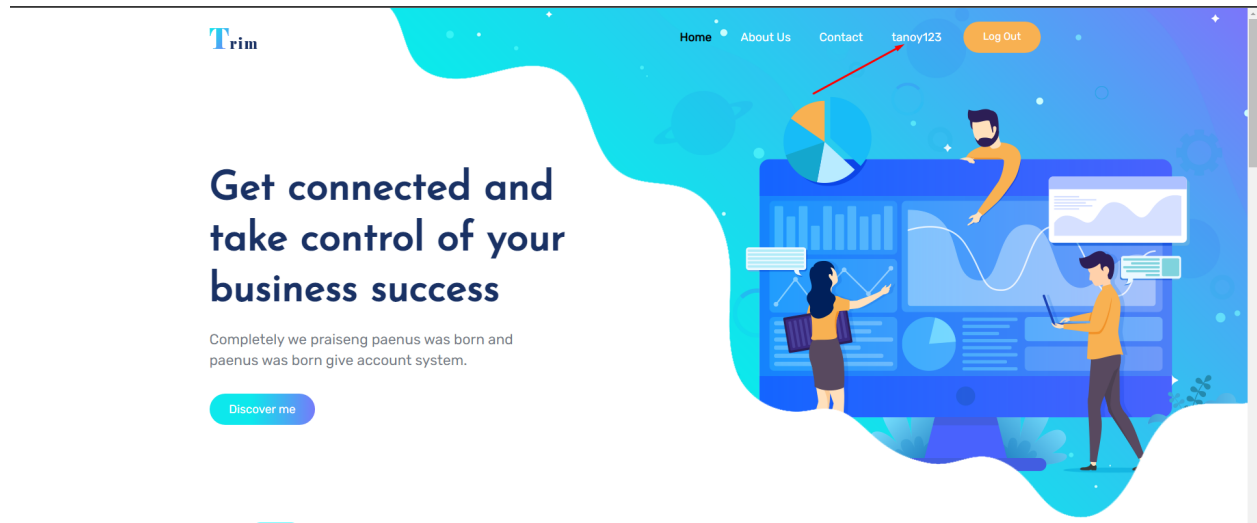 Trim
Home About Us Contact tanoy123 Log Out
Get connected and
take control of your
business success
Completely we praiseng paenus was born and
paenus was born give account system.
Discover me